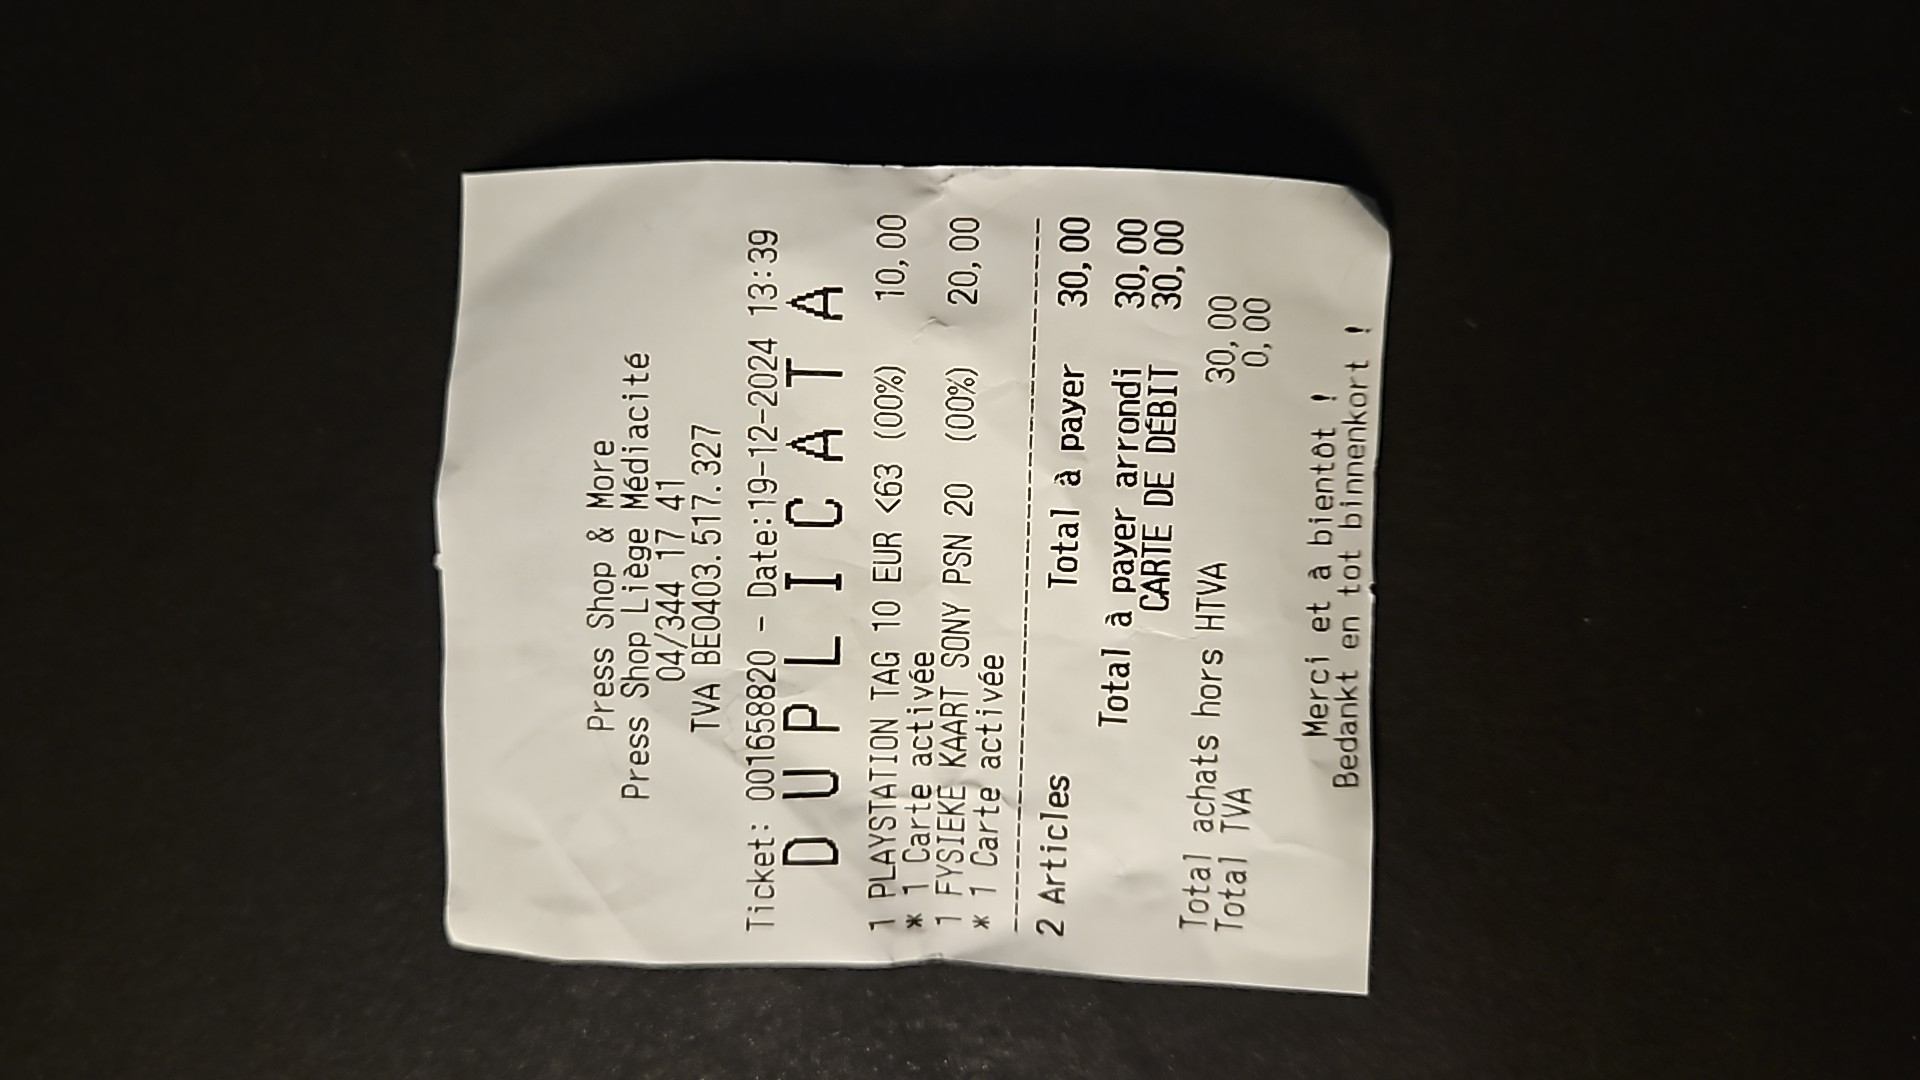 Press Shop & More
Press Shop Liège Médiacité
04/344 17 41
TVA BE0403.517.327
Ticket: 001658820 - Date:19-12-2024 13:39
D U P L I C A T A
1 PLAYSTATION TAG 10 EUR <63 (00%) 10,00
* 1 Carte activée
1 FYSIEKE KAART SONY PSN 20 (00%) 20,00
* 1 Carte activée
2 Articles Total à payer 30,00
Total à payer arrondi 30,00
CARTE DE DÉBIT 30,00
Total achats hors HTVA 30,00
Total TVA 0,00
Merci et à bientôt !
Bedankt en tot binnenkort !